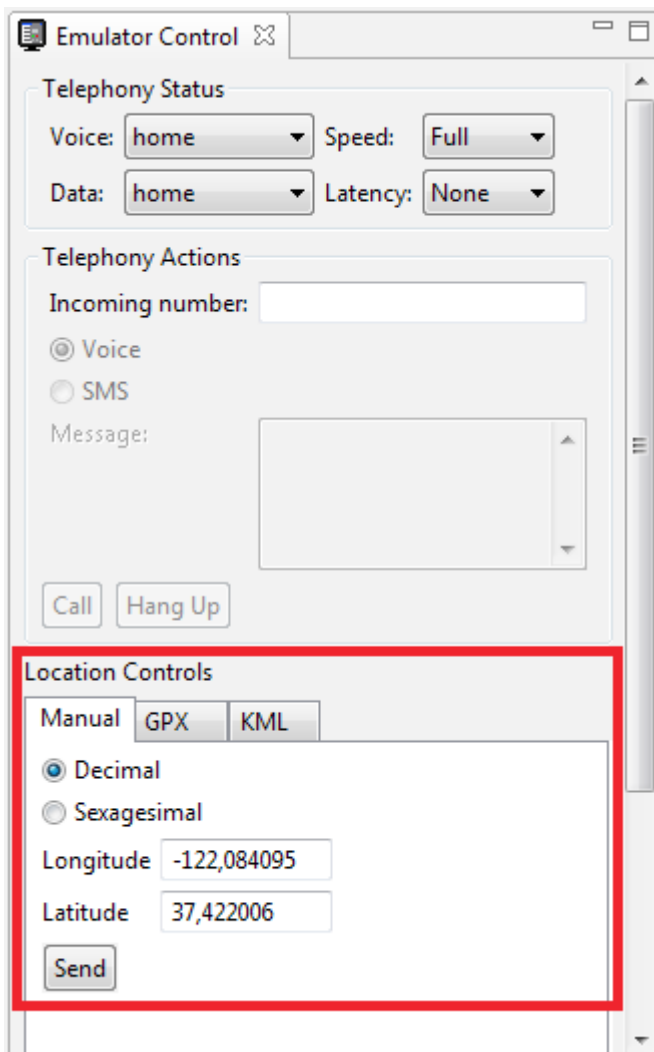 Emulator Control
Telephony Status
Voice: home Speed: Full
Data: home Latency: None
Telephony Actions
Incoming number:
Voice
SMS
Message:
Call Hang Up
Location Controls
Manual GPX KML
Decimal
Sexagesimal
Longitude -122,084095
Latitude 37,422006
Send